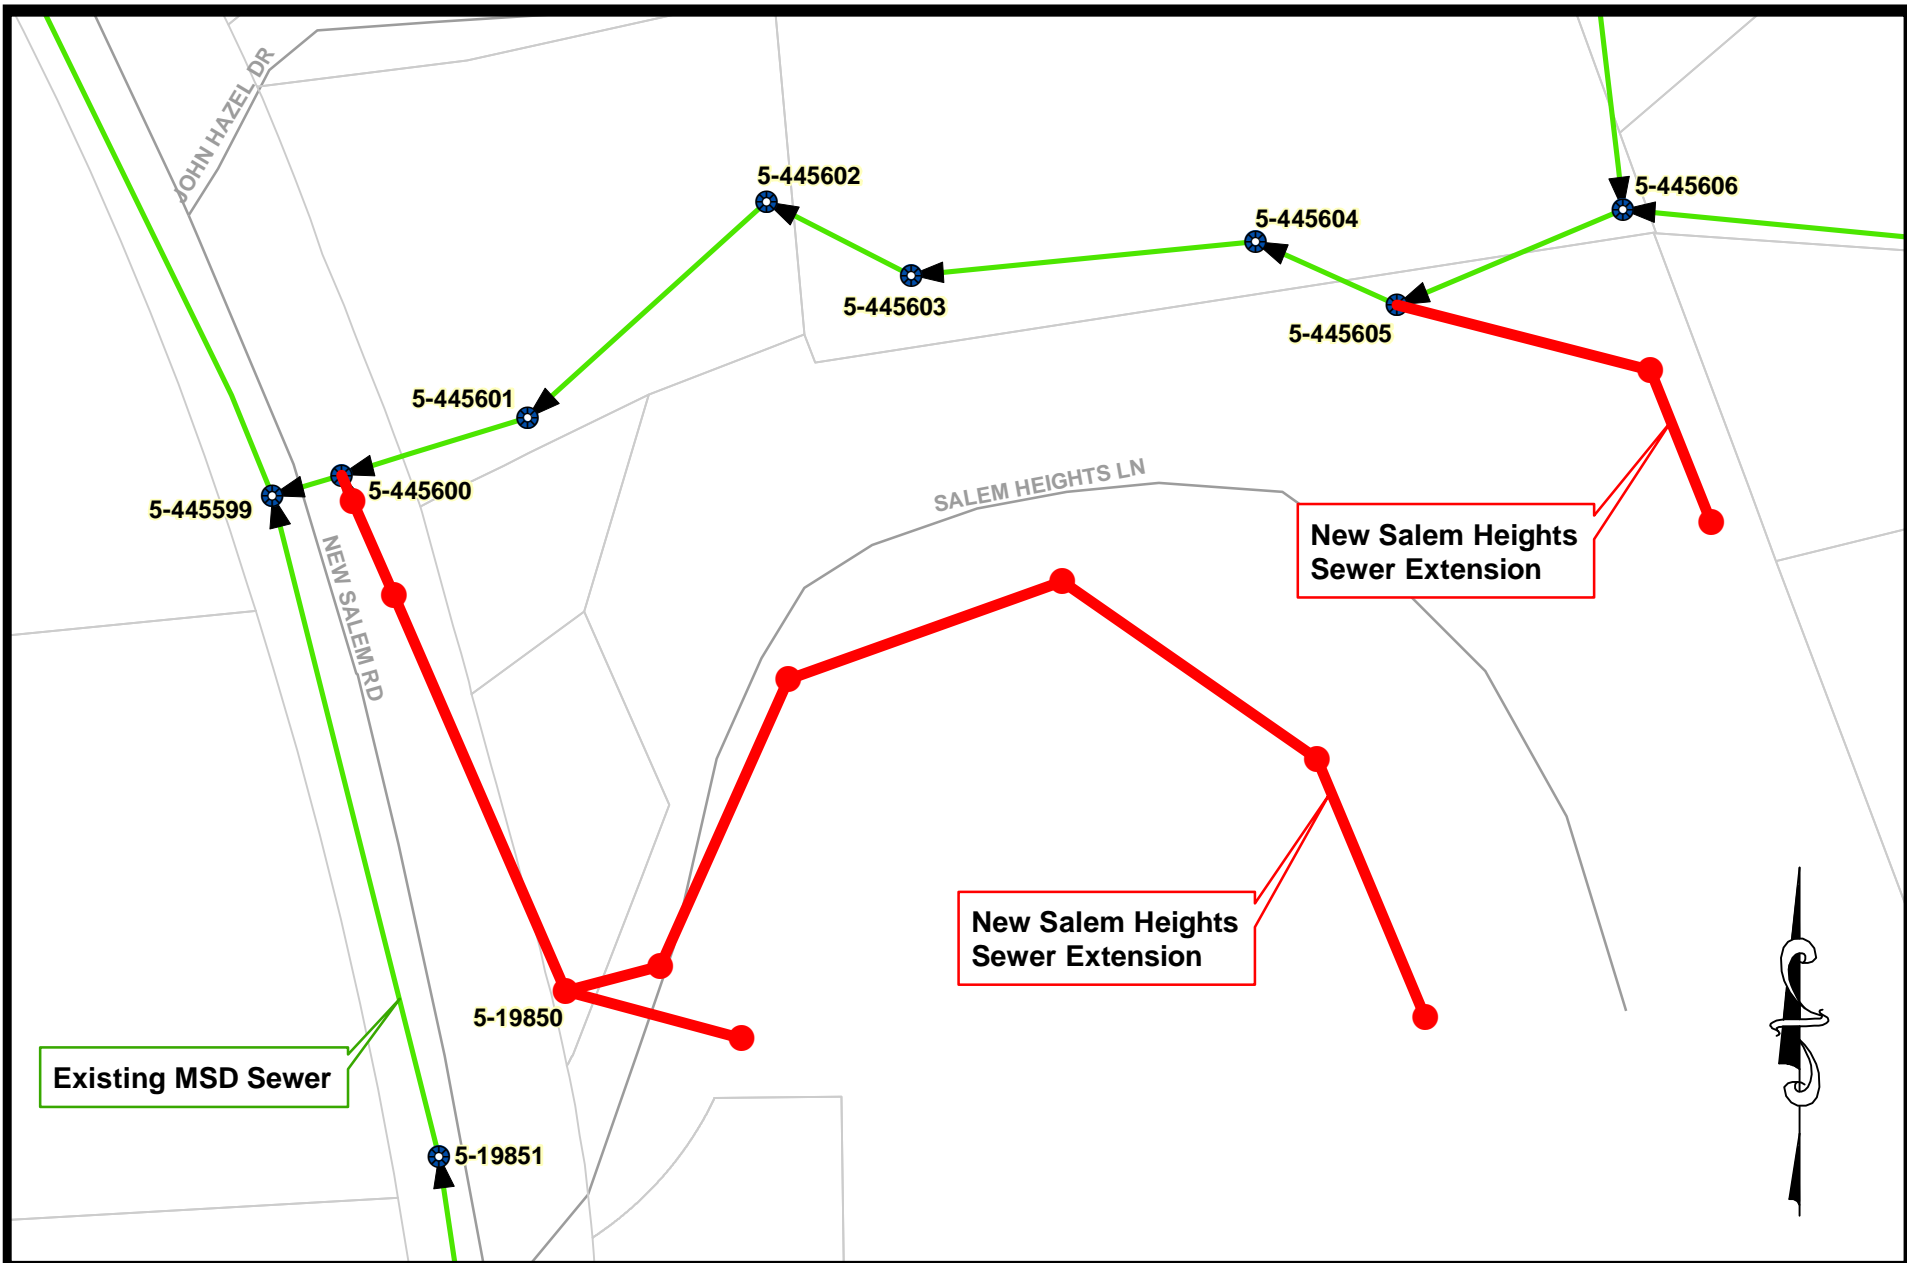 JOHN HAZEL DR
5-445602
5-445606
5-445604
5-445603
5-445605
5-445601
5-445600
5-445599
SALEM HEIGHTS LN
NEW SALEM RD
New Salem Heights
Sewer Extension
New Salem Heights
Sewer Extension
5-19850
Existing MSD Sewer
5-19851